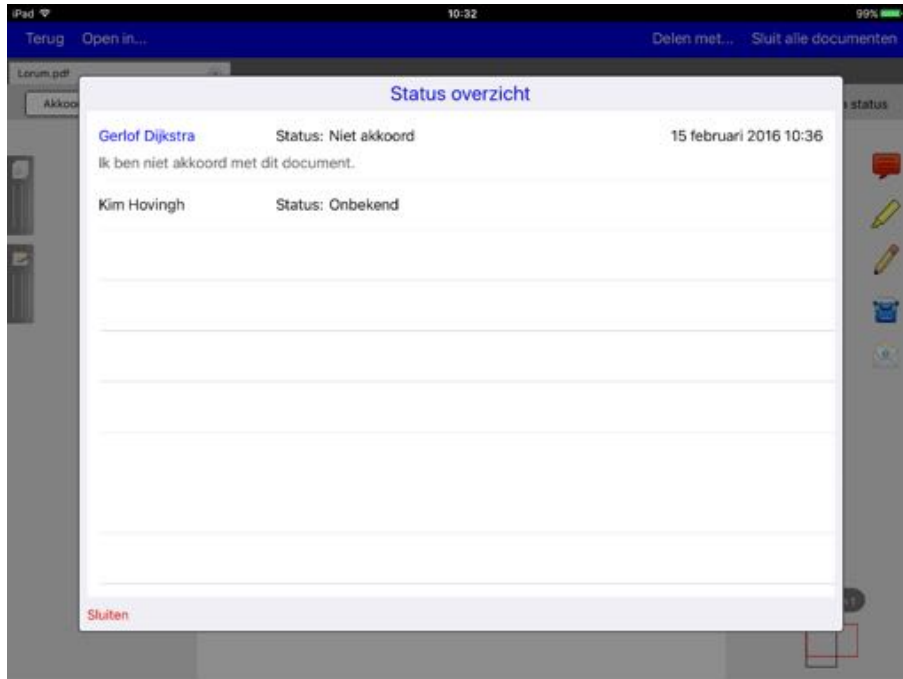 iPad 10:32 99%
Terug Open in... Delen met... Sluit alle documenten
Lorum.pdf
Akkoo status
Status overzicht
Gerlof Dijkstra Status: Niet akkoord 15 februari 2016 10:36
Ik ben niet akkoord met dit document.
Kim Hovingh Status: Onbekend
Sluiten